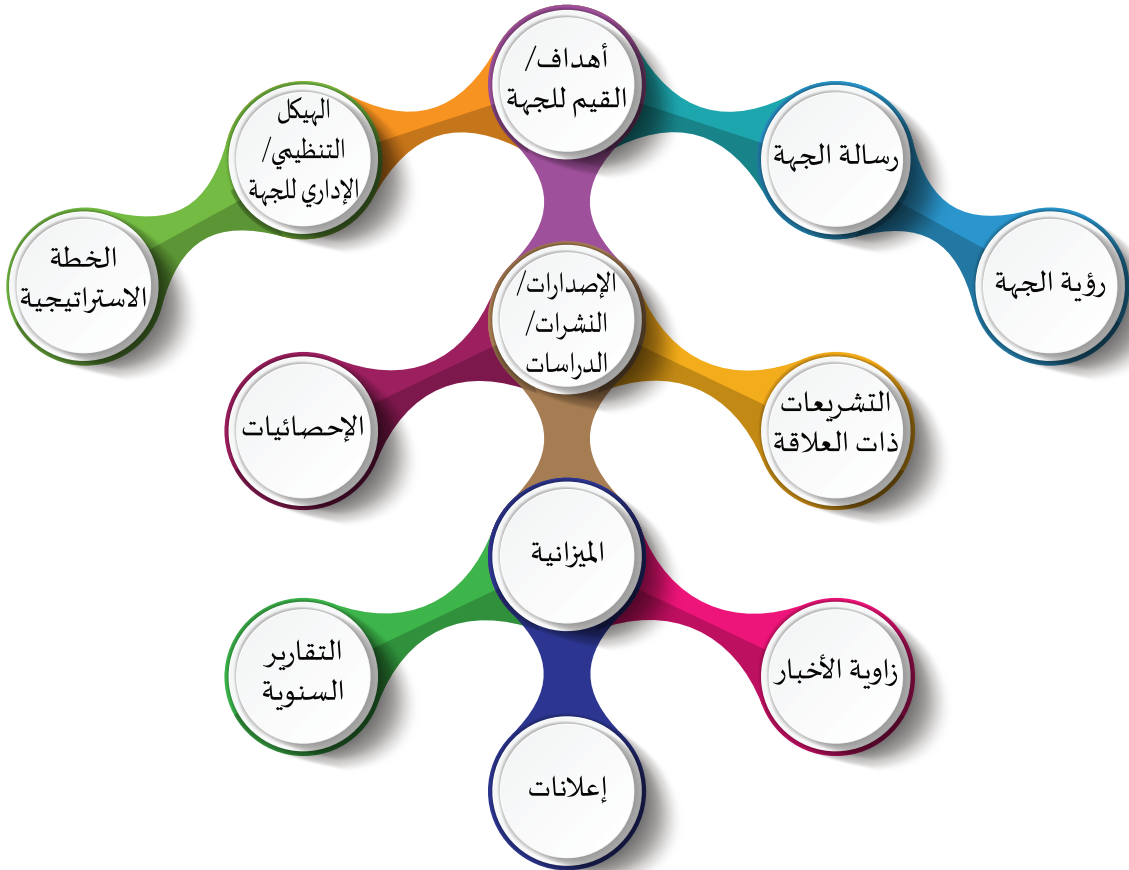 أهداف/
القيم للجهة
رسالة الجهة
الهيكل
التنظيمي/
الإداري للجهة
رؤية الجهة
الخطة
الاستراتيجية
الإصدارات/
النشرات/
الدراسات
التشريعات
ذات العلاقة
الإحصائيات
الميزانية
زاوية الأخبار
التقارير
السنوية
إعلانات